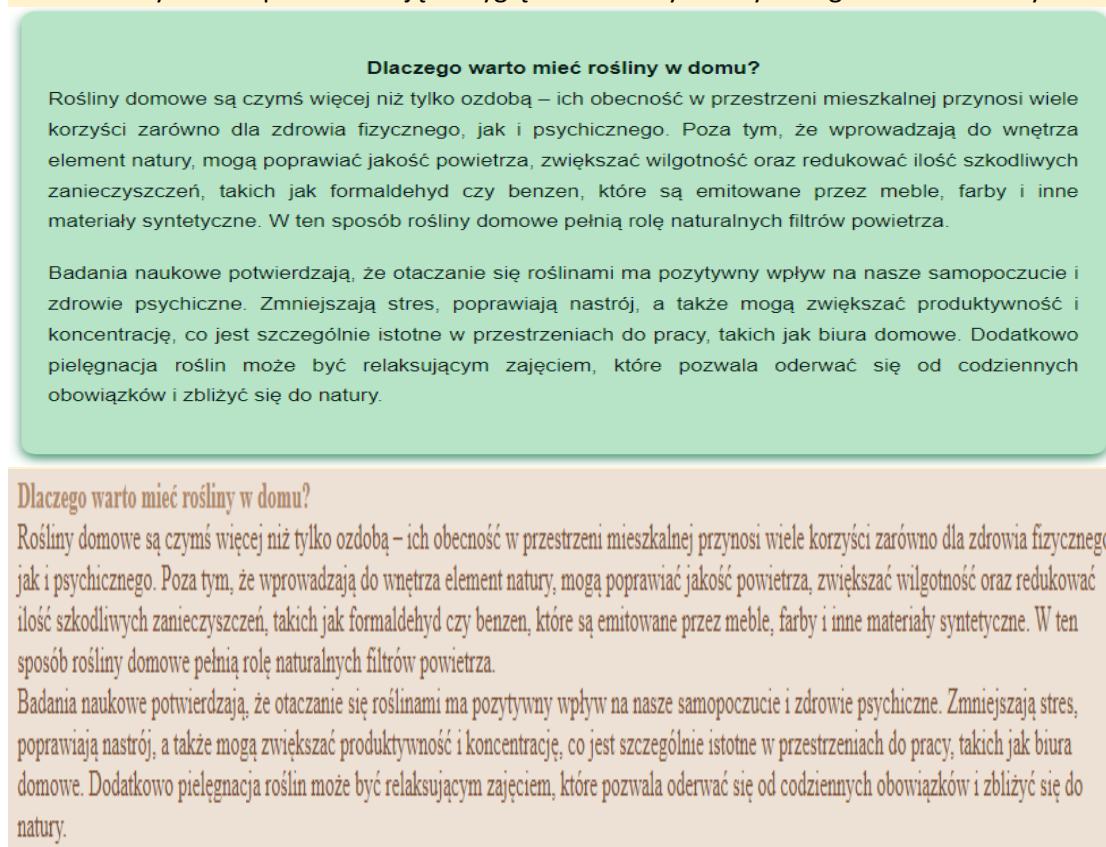 Dlaczego warto mieć rośliny w domu?
Rośliny domowe są czymś więcej niż tylko ozdobą – ich obecność w przestrzeni mieszkalnej przynosi wiele
korzyści zarówno dla zdrowia fizycznego, jak i psychicznego. Poza tym, że wprowadzają do wnętrza
element natury, mogą poprawiać jakość powietrza, zwiększać wilgotność oraz redukować ilość szkodliwych
zanieczyszczeń, takich jak formaldehyd czy benzen, które są emitowane przez meble, farby i inne
materiały syntetyczne. W ten sposób rośliny domowe pełnią rolę naturalnych filtrów powietrza.
Badania naukowe potwierdzają, że otaczanie się roślinami ma pozytywny wpływ na nasze samopoczucie i
zdrowie psychiczne. Zmniejszają stres, poprawiają nastrój, a także mogą zwiększać produktywność i
koncentrację, co jest szczególnie istotne w przestrzeniach do pracy, takich jak biura domowe. Dodatkowo
pielęgnacja roślin może być relaksującym zajęciem, które pozwala oderwać się od codziennych
obowiązków i zbliżyć się do natury.
Dlaczego warto mieć rośliny w domu?
Rośliny domowe są czymś więcej niż tylko ozdobą – ich obecność w przestrzeni mieszkalnej przynosi wiele korzyści zarówno dla zdrowia fizycznego
jak i psychicznego. Poza tym, że wprowadzają do wnętrza element natury, mogą poprawiać jakość powietrza, zwiększać wilgotność oraz redukować
ilość szkodliwych zanieczyszczeń, takich jak formaldehyd czy benzen, które są emitowane przez meble, farby i inne materiały syntetyczne. W ten
sposób rośliny domowe pełnią rolę naturalnych filtrów powietrza.
Badania naukowe potwierdzają, że otaczanie się roślinami ma pozytywny wpływ na nasze samopoczucie i zdrowie psychiczne. Zmniejszają stres,
poprawiają nastrój, a także mogą zwiększać produktywność i koncentrację, co jest szczególnie istotne w przestrzeniach do pracy, takich jak biura
domowe. Dodatkowo pielęgnacja roślin może być relaksującym zajęciem, które pozwala oderwać się od codziennych obowiązków i zbliżyć się do
natury.